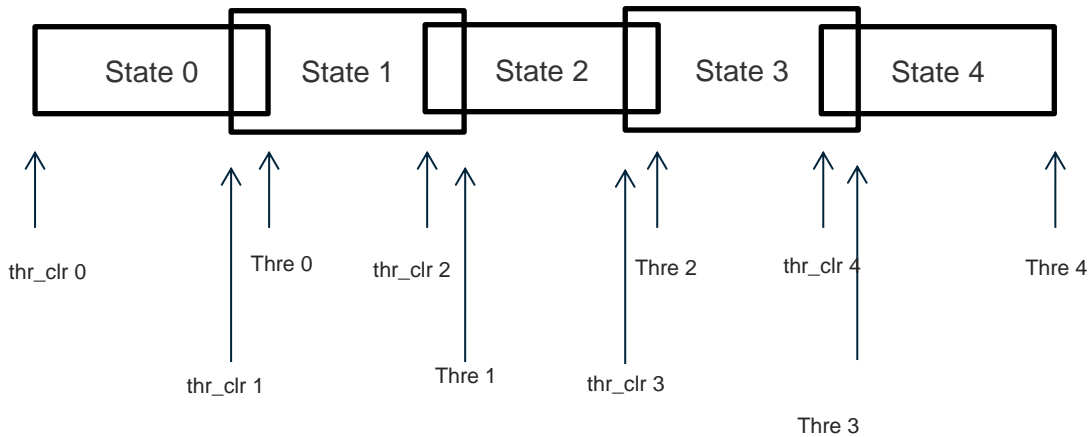 State 0
State 1
State 2
State 3
State 4
thr_clr 0
Thre 0
thr_clr 2
Thre 2
thr_clr 4
Thre 4
thr_clr 1
Thre 1
thr_clr 3
Thre 3